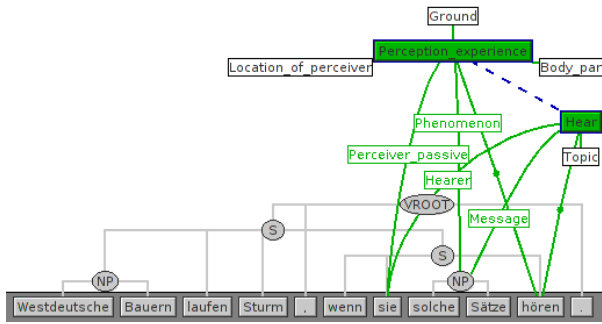 Ground
Perception_experience
Location_of_perceiver
Body_par
Hear
Phenomenon
Perceiver_passive
Topic
Hearer
VROOT
Message
S
S
NP
NP
Westdeutsche Bauern laufen Sturm , wenn sie solche Sätze hören .